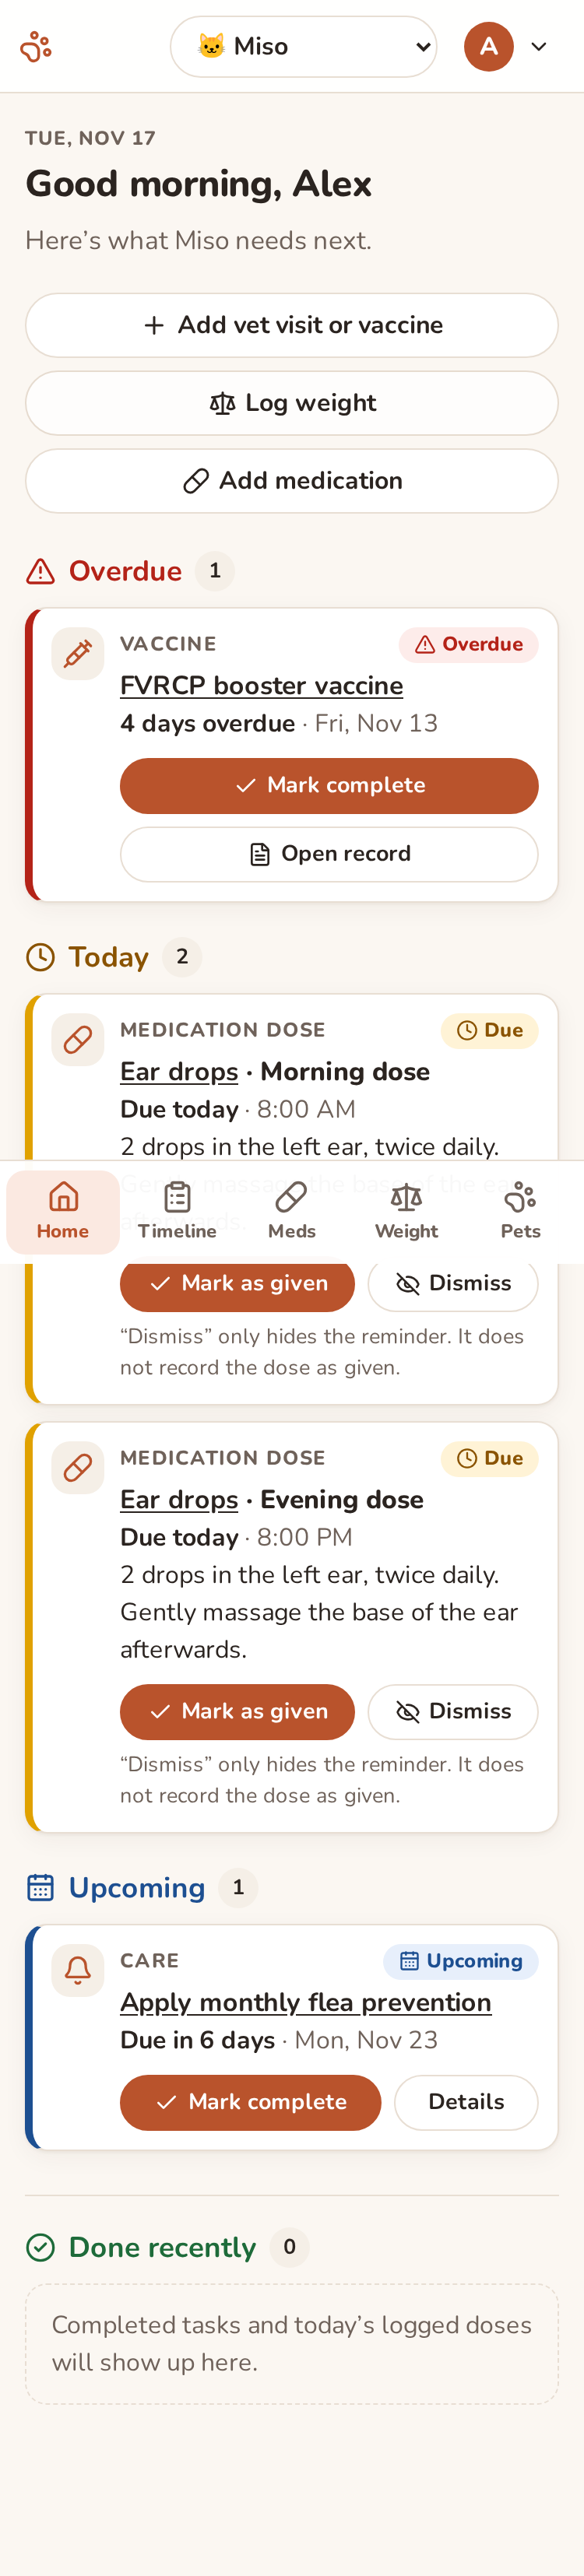 Miso
A
TUE, NOV 17
Good morning, Alex
Here’s what Miso needs next.
Add vet visit or vaccine
Log weight
Add medication
Overdue 1
VACCINE
Overdue
FVRCP booster vaccine
4 days overdue · Fri, Nov 13
Mark complete
Open record
Today 2
MEDICATION DOSE
Due
Ear drops · Morning dose
Due today · 8:00 AM
2 drops in the left ear, twice daily.
Gently massage the base of the ear
afterwards.
Home
Timeline
Meds
Weight
Pets
Mark as given
Dismiss
“Dismiss” only hides the reminder. It does
not record the dose as given.
MEDICATION DOSE
Due
Ear drops · Evening dose
Due today · 8:00 PM
2 drops in the left ear, twice daily.
Gently massage the base of the ear
afterwards.
Mark as given
Dismiss
“Dismiss” only hides the reminder. It does
not record the dose as given.
Upcoming 1
CARE
Upcoming
Apply monthly flea prevention
Due in 6 days · Mon, Nov 23
Mark complete
Details
Done recently 0
Completed tasks and today’s logged doses
will show up here.